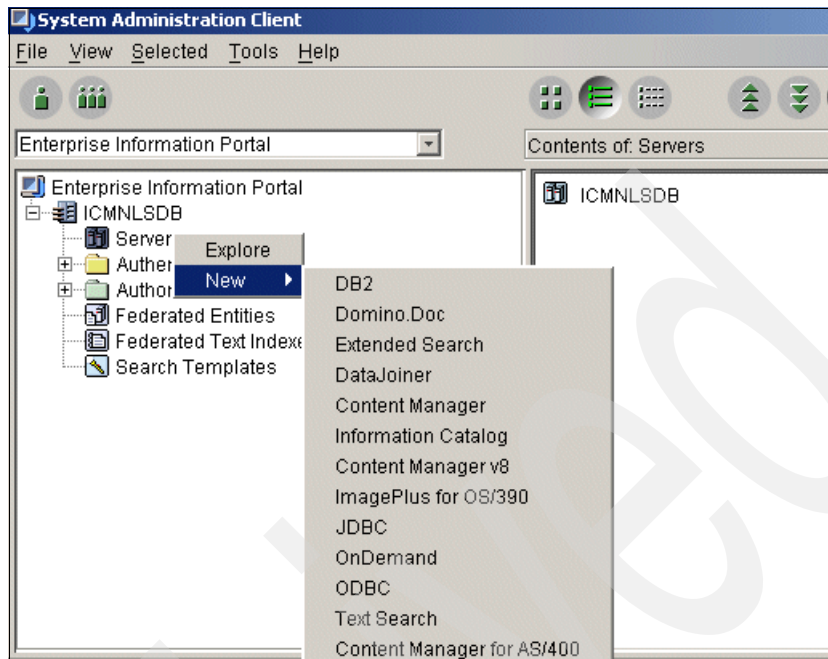 System Administration Client
File View Selected Tools Help
Enterprise Information Portal
Contents of: Servers
Enterprise Information Portal
ICMNLSDB
Server
Authen
Author
Federated Entities
Federated Text Indexe
Search Templates
Explore
New
DB2
Domino.Doc
Extended Search
DataJoiner
Content Manager
Information Catalog
Content Manager v8
ImagePlus for OS/390
JDBC
OnDemand
ODBC
Text Search
Content Manager for AS/400
ICMNLSDB